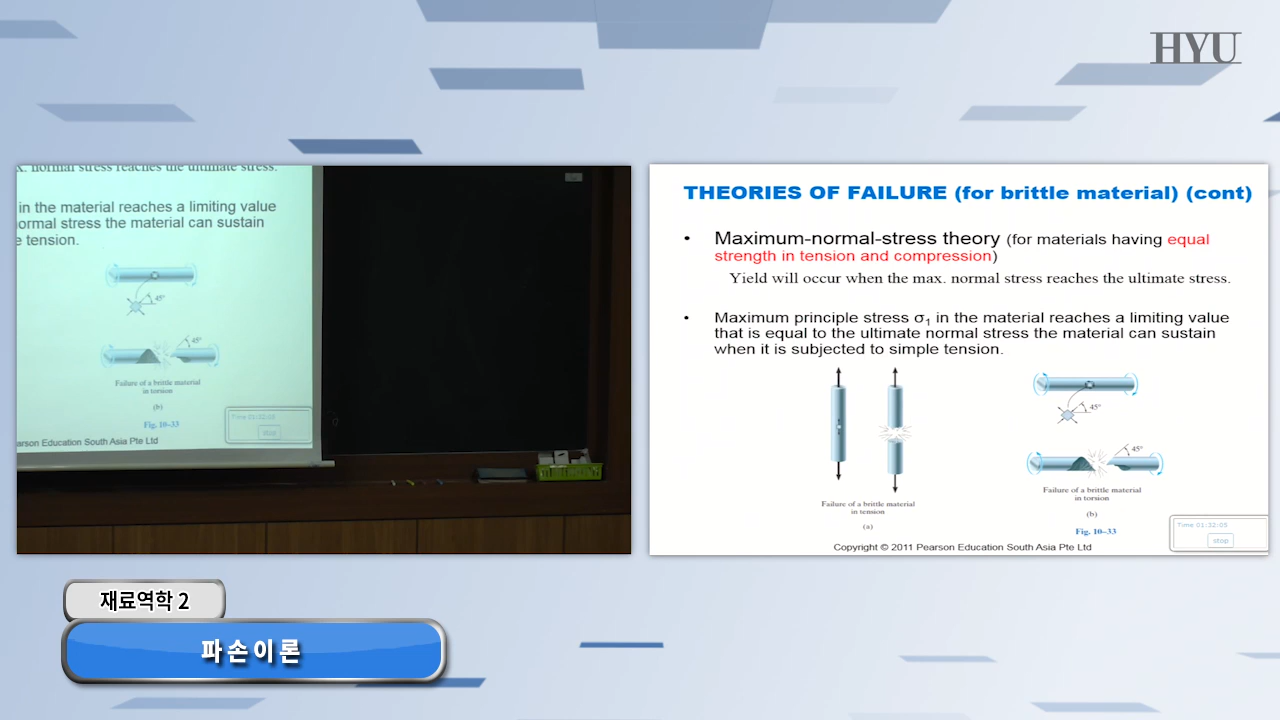 HYU
x. normal stress reaches the ultimate stress.
in the material reaches a limiting value
ormal stress the material can sustain
e tension.
45°
45°
Failure of a brittle material
in torsion
(b)
Fig. 10–33
Time 01:32:05
stop
earson Education South Asia Pte Ltd
THEORIES OF FAILURE (for brittle material) (cont)
• Maximum-normal-stress theory (for materials having equal
strength in tension and compression)
Yield will occur when the max. normal stress reaches the ultimate stress.
• Maximum principle stress σ1 in the material reaches a limiting value
that is equal to the ultimate normal stress the material can sustain
when it is subjected to simple tension.
45°
45°
Failure of a brittle material
in tension
(a)
Failure of a brittle material
in torsion
(b)
Fig. 10–33
Time 01:32:05
stop
Copyright © 2011 Pearson Education South Asia Pte Ltd
재료역학 2
파손이론